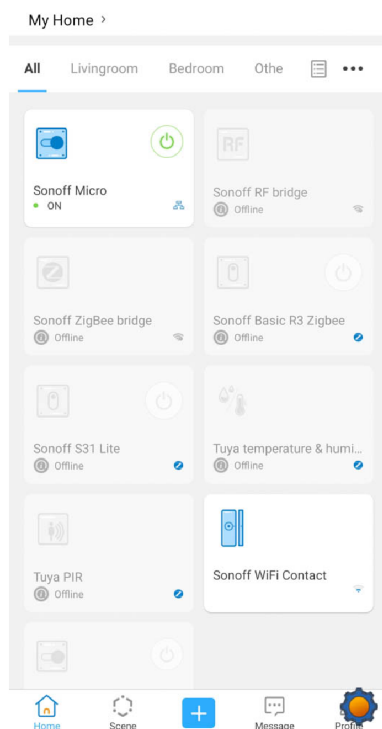 My Home >
All Livingroom Bedroom Othe
Sonoff Micro
ON
RF
Sonoff RF bridge
Offline
Sonoff ZigBee bridge
Offline
Sonoff Basic R3 Zigbee
Offline
Sonoff S31 Lite
Offline
Tuya temperature & humi...
Offline
Tuya PIR
Offline
Sonoff WiFi Contact
Home Scene Message Profile